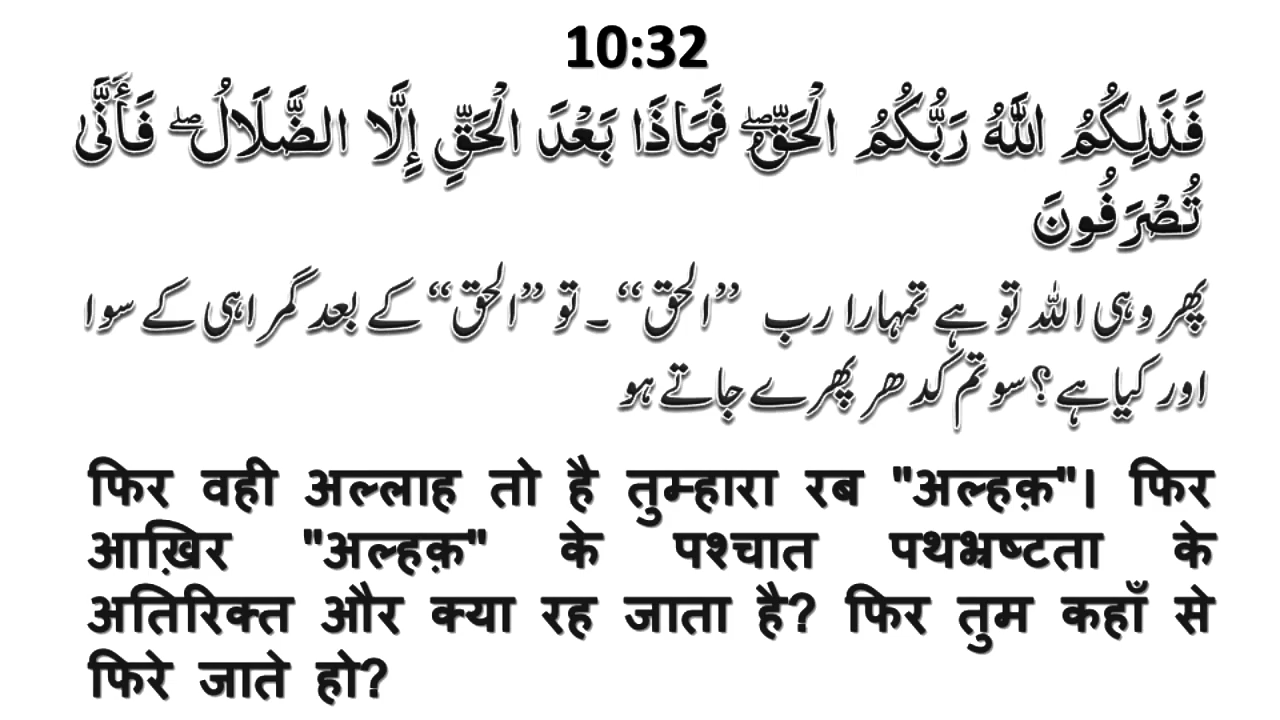 10:32
فَذَلِكُمُ اللَّهُ رَبُّكُمُ الْحَقُّ ۖ فَمَاذَا بَعْدَ الْحَقِّ إِلَّا الضَّلَالُ ۖ فَأَنَّىٰ
تُصْرَفُونَ
پھر وہی اللہ تو ہے تمہارا رب ”الحق“۔ تو ”الحق“ کے بعد گمراہی کے سوا
اور کیا ہے؟ سو تم کدھر پھرے جاتے ہو
फिर वही अल्लाह तो है तुम्हारा रब "अल्हक़"। फिर
आख़िर "अल्हक़" के पश्चात पथभ्रष्टता के
अतिरिक्त और क्या रह जाता है? फिर तुम कहाँ से
फिरे जाते हो?